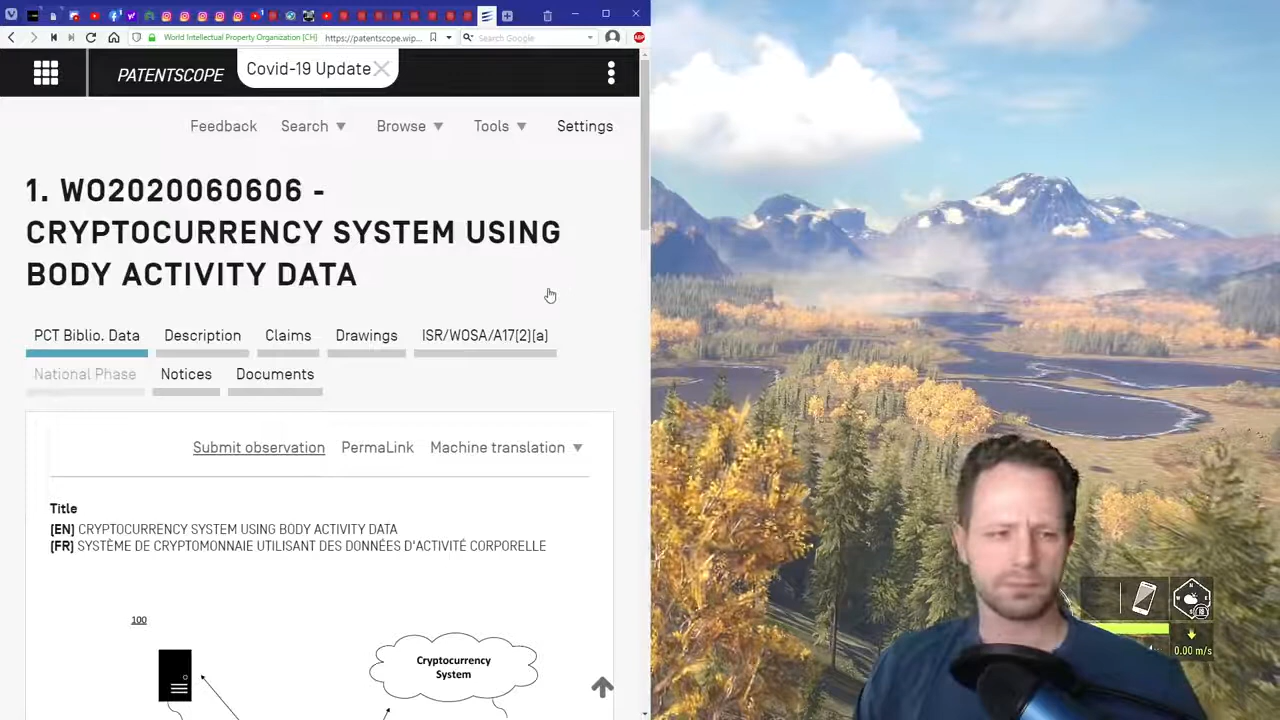 World Intellectual Property Organization [CH]
https://patentscope.wip...
Search Google
ABP
PATENTSCOPE
Covid-19 Update
Feedback
Search
Browse
Tools
Settings
1. WO2020060606 -
CRYPTOCURRENCY SYSTEM USING
BODY ACTIVITY DATA
PCT Biblio. Data
Description
Claims
Drawings
ISR/WOSA/A17(2)(a)
National Phase
Notices
Documents
Submit observation
PermaLink
Machine translation
Title
[EN] CRYPTOCURRENCY SYSTEM USING BODY ACTIVITY DATA
[FR] SYSTÈME DE CRYPTOMONNAIE UTILISANT DES DONNÉES D'ACTIVITÉ CORPORELLE
100
Cryptocurrency
System
0.00 m/s